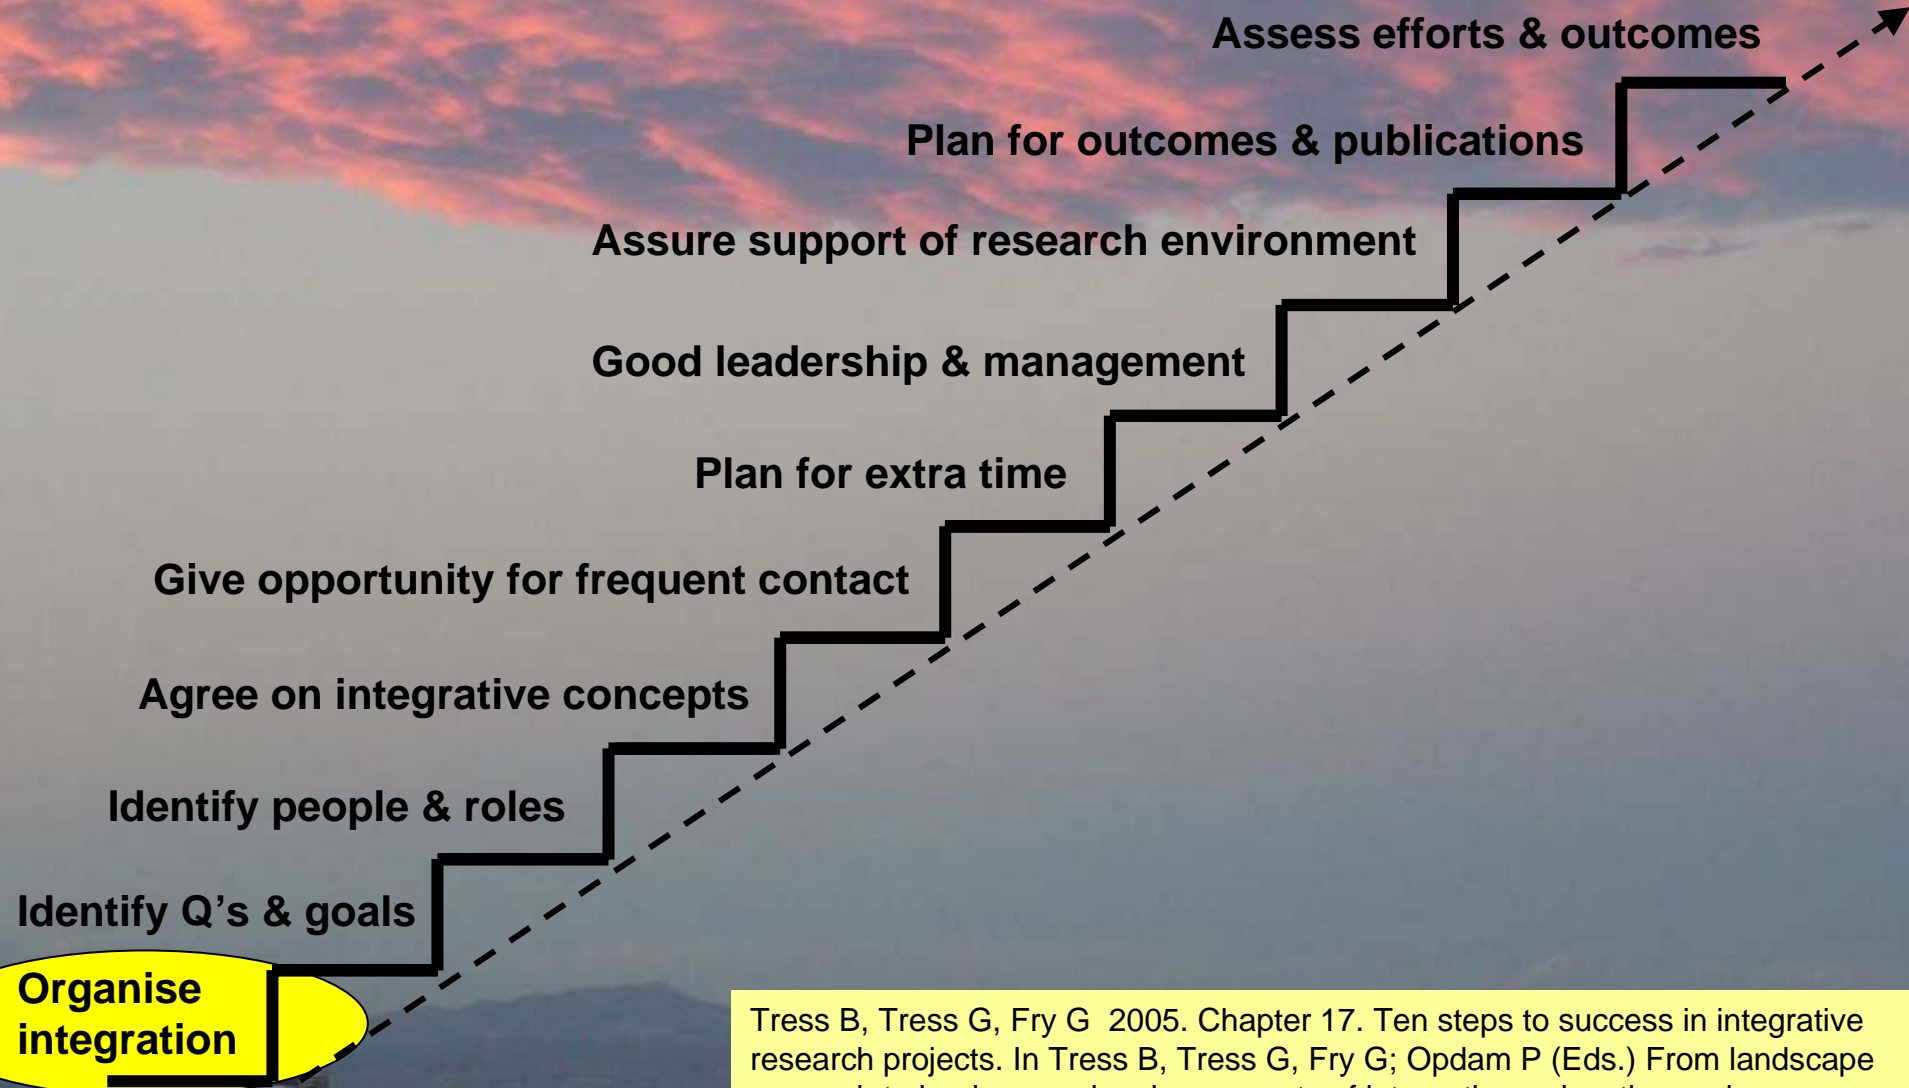 Assess efforts & outcomes
Plan for outcomes & publications
Assure support of research environment
Good leadership & management
Plan for extra time
Give opportunity for frequent contact
Agree on integrative concepts
Identify people & roles
Identify Q's & goals
Organise
integration
Tress B, Tress G, Fry G 2005. Chapter 17. Ten steps to success in integrative
research projects. In Tress B, Tress G, Fry G; Opdam P (Eds.) From landscape